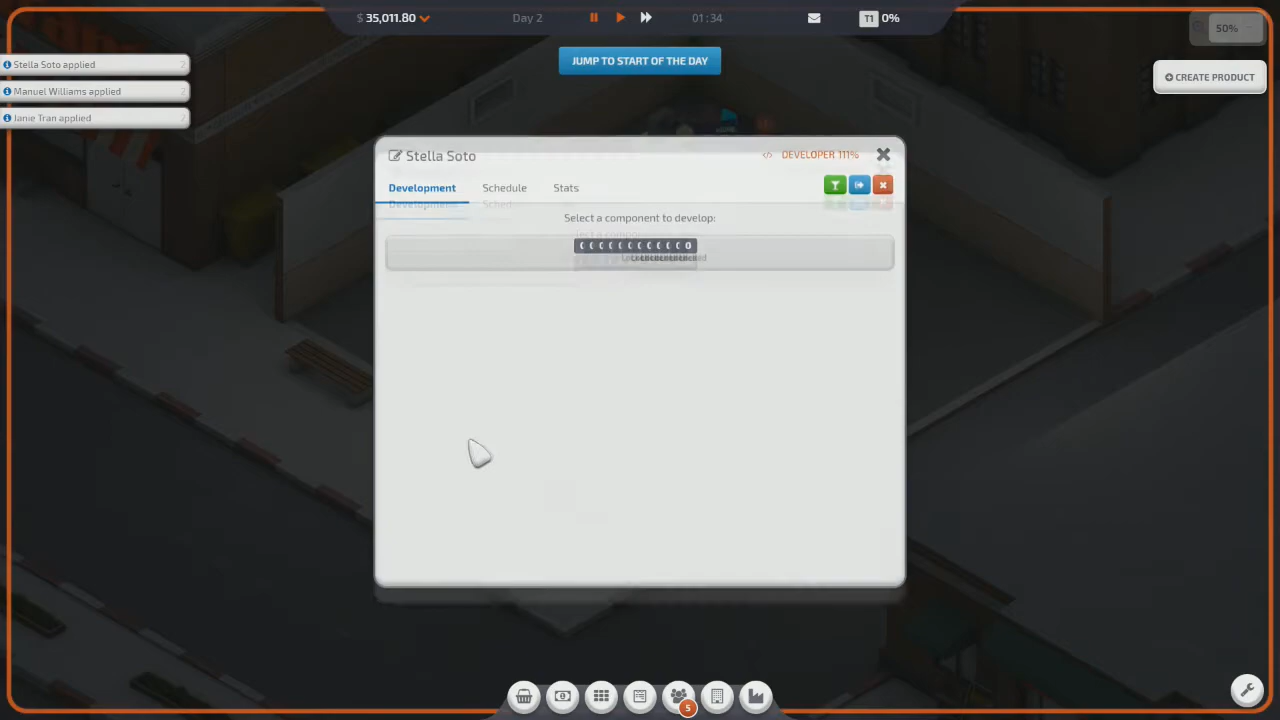 $ 35,011.80
Day 2
01:34
T1 0%
50%
JUMP TO START OF THE DAY
Stella Soto applied
Manuel Williams applied
Janie Tran applied
CREATE PRODUCT
Stella Soto
DEVELOPER 111%
Development
Schedule
Stats
Select a component to develop:
5